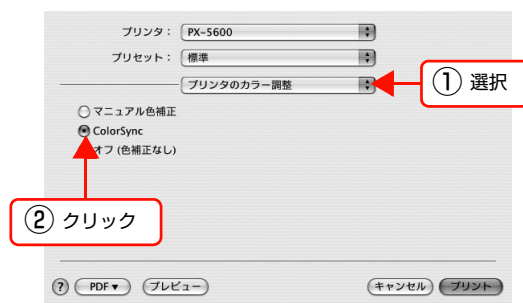 プリンタ： PX-5600
プリセット： 標準
プリンタのカラー調整
① 選択
マニュアル色補正
ColorSync
オフ (色補正なし)
② クリック
? PDF▼ プレビュー キャンセル プリント